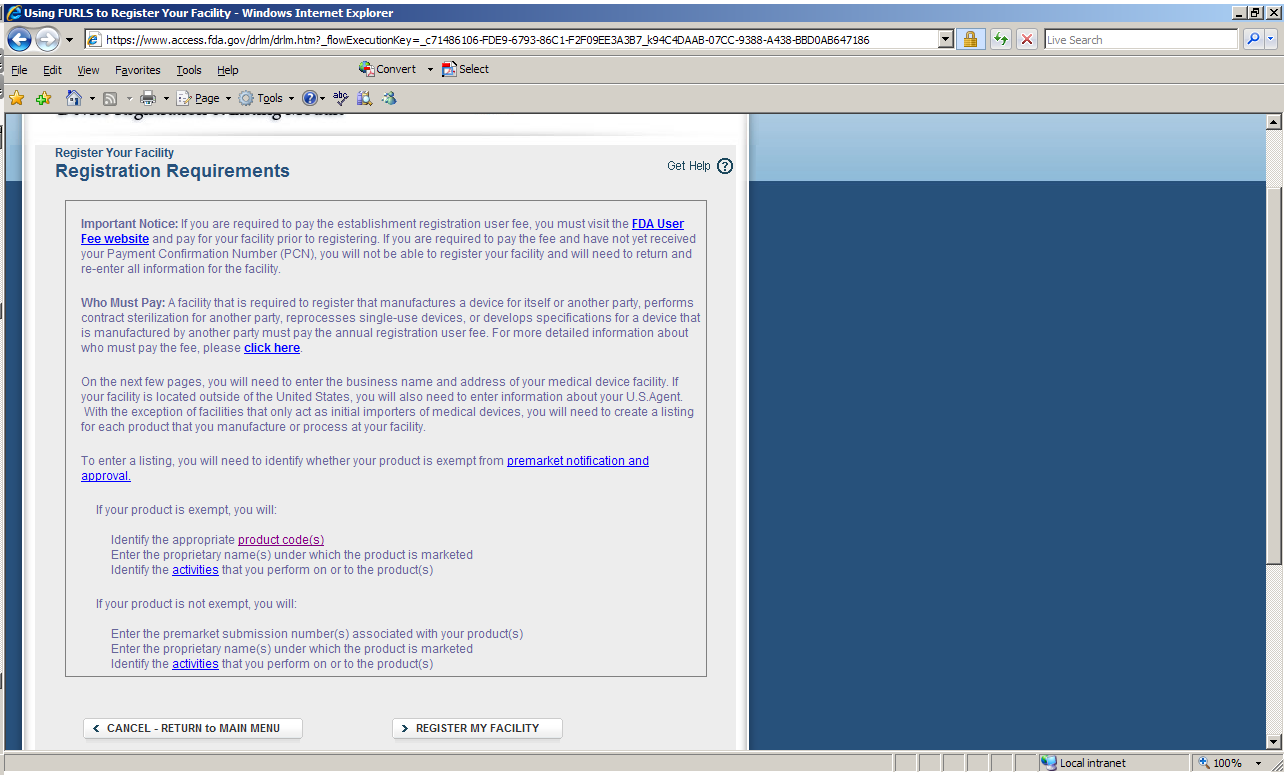 Using FURLS to Register Your Facility - Windows Internet Explorer
https://www.access.fda.gov/drlm/drlm.htm?_flowExecutionKey=_c71486106-FDE9-6793-86C1-F2F09EE3A3B7_k94C4DAAB-07CC-9388-A438-BBD0AB647186
Live Search
File Edit View Favorites Tools Help
Convert Select
Page Tools
Register Your Facility
Registration Requirements
Get Help ?
Important Notice: If you are required to pay the establishment registration user fee, you must visit the FDA User
Fee website and pay for your facility prior to registering. If you are required to pay the fee and have not yet received
your Payment Confirmation Number (PCN), you will not be able to register your facility and will need to return and
re-enter all information for the facility.
Who Must Pay: A facility that is required to register that manufactures a device for itself or another party, performs
contract sterilization for another party, reprocesses single-use devices, or develops specifications for a device that
is manufactured by another party must pay the annual registration user fee. For more detailed information about
who must pay the fee, please click here.
On the next few pages, you will need to enter the business name and address of your medical device facility. If
your facility is located outside of the United States, you will also need to enter information about your U.S.Agent.
With the exception of facilities that only act as initial importers of medical devices, you will need to create a listing
for each product that you manufacture or process at your facility.
To enter a listing, you will need to identify whether your product is exempt from premarket notification and
approval.
If your product is exempt, you will:
Identify the appropriate product code(s)
Enter the proprietary name(s) under which the product is marketed
Identify the activities that you perform on or to the product(s)
If your product is not exempt, you will:
Enter the premarket submission number(s) associated with your product(s)
Enter the proprietary name(s) under which the product is marketed
Identify the activities that you perform on or to the product(s)
CANCEL - RETURN to MAIN MENU
REGISTER MY FACILITY
Local intranet
100%